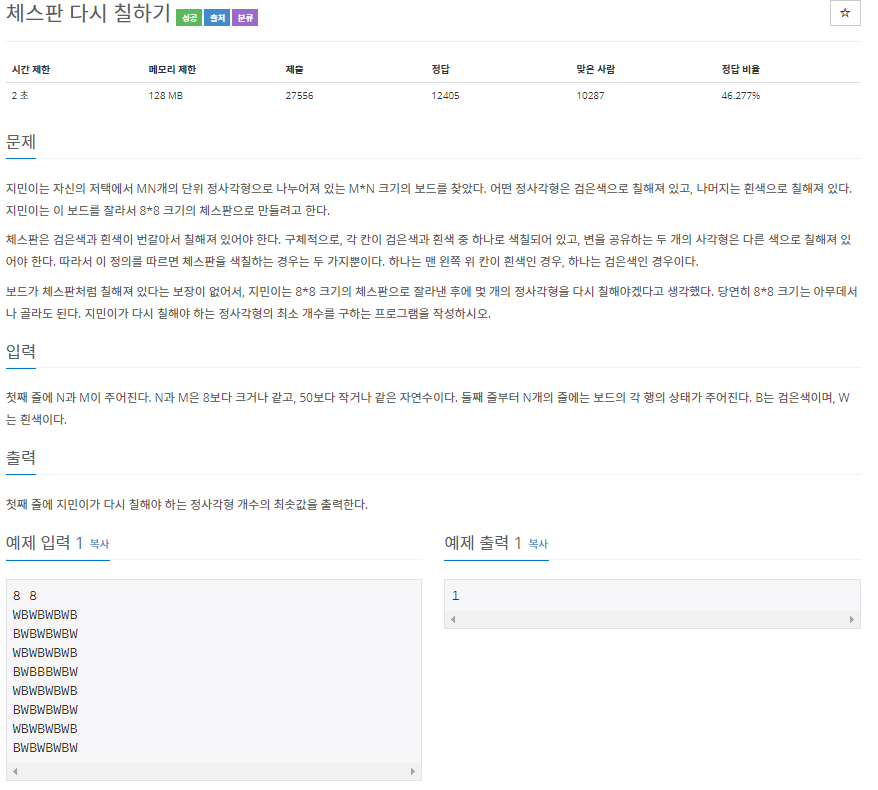 체스판 다시 칠하기 성공 출처 분류
☆
시간 제한 메모리 제한 제출 정답 맞은 사람 정답 비율
2 초 128 MB 27556 12405 10287 46.277%
문제
지민이는 자신의 저택에서 MN개의 단위 정사각형으로 나누어져 있는 M*N 크기의 보드를 찾았다. 어떤 정사각형은 검은색으로 칠해져 있고, 나머지는 흰색으로 칠해져 있다.
지민이는 이 보드를 잘라서 8*8 크기의 체스판으로 만들려고 한다.
체스판은 검은색과 흰색이 번갈아서 칠해져 있어야 한다. 구체적으로, 각 칸이 검은색과 흰색 중 하나로 색칠되어 있고, 변을 공유하는 두 개의 사각형은 다른 색으로 칠해져 있
어야 한다. 따라서 이 정의를 따르면 체스판을 색칠하는 경우는 두 가지뿐이다. 하나는 맨 왼쪽 위 칸이 흰색인 경우, 하나는 검은색인 경우이다.
보드가 체스판처럼 칠해져 있다는 보장이 없어서, 지민이는 8*8 크기의 체스판으로 잘라낸 후에 몇 개의 정사각형을 다시 칠해야겠다고 생각했다. 당연히 8*8 크기는 아무데서
나 골라도 된다. 지민이가 다시 칠해야 하는 정사각형의 최소 개수를 구하는 프로그램을 작성하시오.
입력
첫째 줄에 N과 M이 주어진다. N과 M은 8보다 크거나 같고, 50보다 작거나 같은 자연수이다. 둘째 줄부터 N개의 줄에는 보드의 각 행의 상태가 주어진다. B는 검은색이며, W
는 흰색이다.
출력
첫째 줄에 지민이가 다시 칠해야 하는 정사각형 개수의 최솟값을 출력한다.
예제 입력 1 복사
8 8
WBWBWBWB
BWBWBWBW
WBWBWBWB
BWBBBWBW
WBWBWBWB
BWBWBWBW
WBWBWBWB
BWBWBWBW
예제 출력 1 복사
1